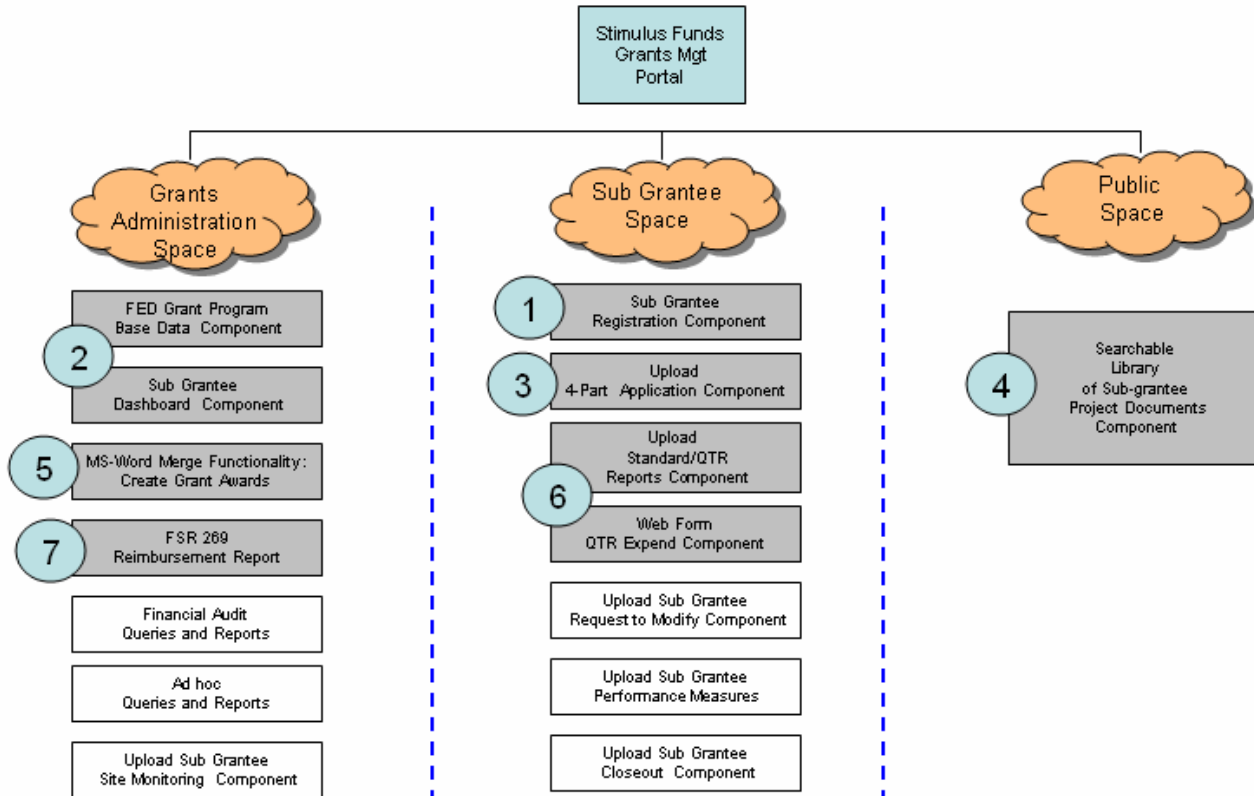 Stimulus Funds
Grants Mgt
Portal
Grants
Administration
Space
FED Grant Program
Base Data Component
2
Sub Grantee
Dashboard Component
5
MS-Word Merge Functionality:
Create Grant Awards
7
FSR 269
Reimbursement Report
Financial Audit
Queries and Reports
Ad hoc
Queries and Reports
Upload Sub Grantee
Site Monitoring Component
Sub Grantee
Space
1
Sub Grantee
Registration Component
3
Upload
4-Part Application Component
Upload
Standard/QTR
Reports Component
6
Web Form
QTR Expend Component
Upload Sub Grantee
Request to Modify Component
Upload Sub Grantee
Performance Measures
Upload Sub Grantee
Closeout Component
Public
Space
4
Searchable
Library
of Sub-grantee
Project Documents
Component